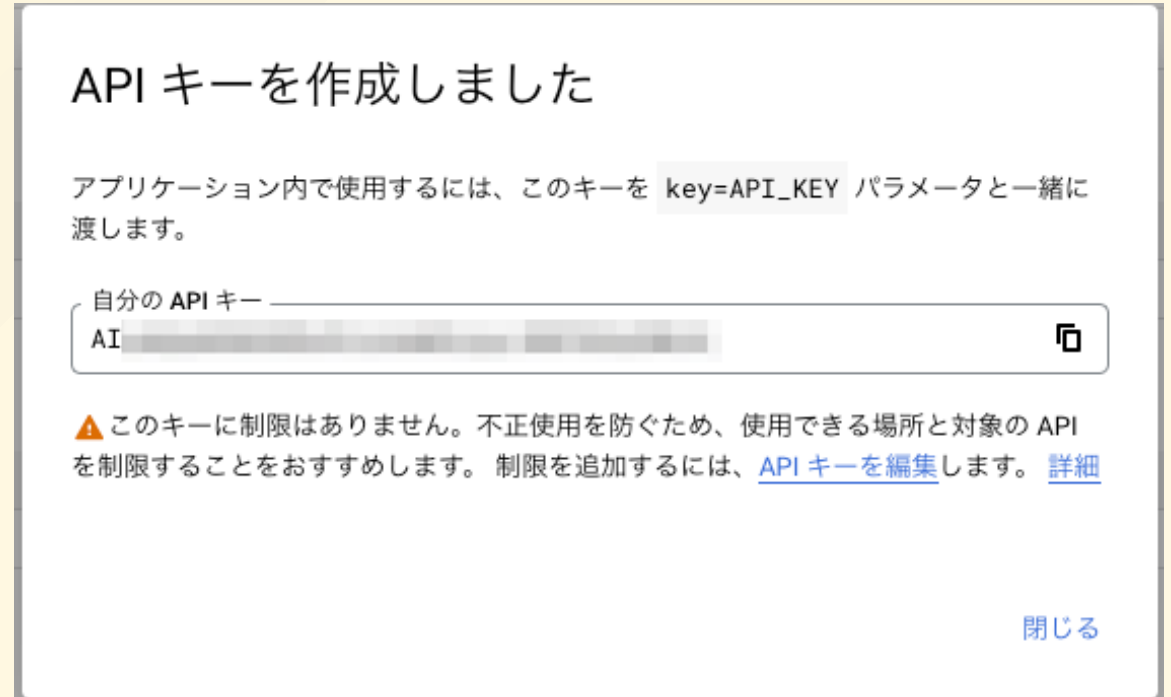 API キーを作成しました
アプリケーション内で使用するには、このキーを key=API_KEY パラメータと一緒に
渡します。
自分の API キー
AI
このキーに制限はありません。不正使用を防ぐため、使用できる場所と対象の API
を制限することをおすすめします。 制限を追加するには、API キーを編集します。 詳細
閉じる